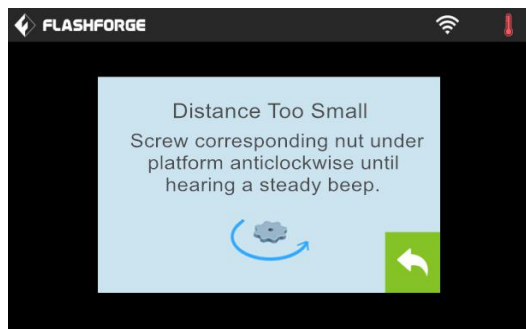 FLASHFORGE
Distance Too Small
Screw corresponding nut under
platform anticlockwise until
hearing a steady beep.